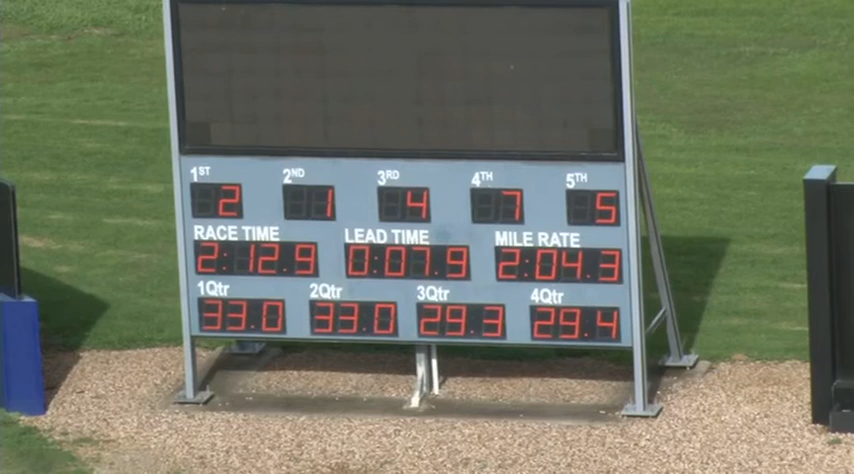 1ST 2ND 3RD 4TH 5TH
2 1 4 7 5
RACE TIME LEAD TIME MILE RATE
2:12.9 0:07.9 2:04.3
1Qtr 2Qtr 3Qtr 4Qtr
33.0 33.0 29.3 29.4